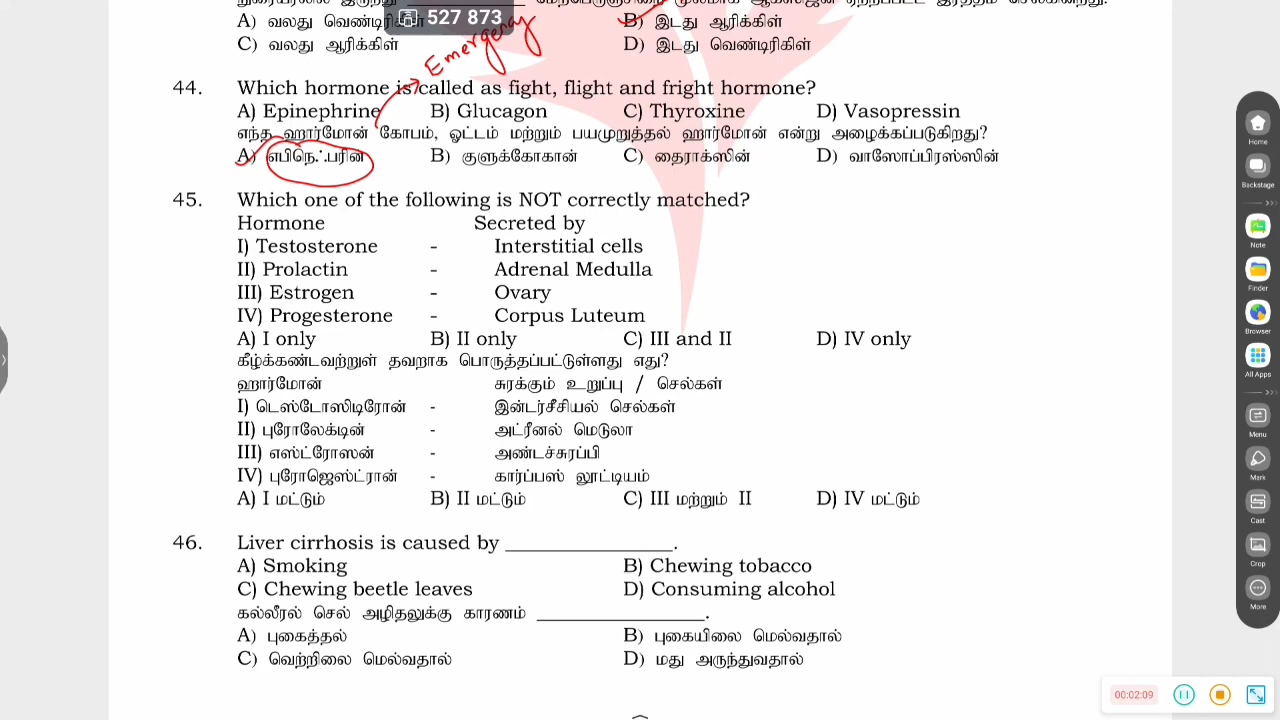 527 873
A) வலது வெண்டிரிகிள் B) இடது ஆரிக்கிள்
C) வலது ஆரிக்கிள் D) இடது வெண்டிரிகிள்
Emergency
44. Which hormone is called as fight, flight and fright hormone?
A) Epinephrine B) Glucagon C) Thyroxine D) Vasopressin
எந்த ஹார்மோன் கோபம், ஓட்டம் மற்றும் பயமுறுத்தல் ஹார்மோன் என்று அழைக்கப்படுகிறது?
A) எபிநெஃபரின் B) குளுக்கோகான் C) தைராக்ஸின் D) வாஸோப்பிரஸ்ஸின்
45. Which one of the following is NOT correctly matched?
Hormone Secreted by
I) Testosterone - Interstitial cells
II) Prolactin - Adrenal Medulla
III) Estrogen - Ovary
IV) Progesterone - Corpus Luteum
A) I only B) II only C) III and II D) IV only
கீழ்க்கண்டவற்றுள் தவறாக பொருத்தப்பட்டுள்ளது எது?
ஹார்மோன் சுரக்கும் உறுப்பு / செல்கள்
I) டெஸ்டோஸிடிரோன் - இன்டர்சீசியல் செல்கள்
II) புரோலேக்டின் - அட்ரீனல் மெடுலா
III) எஸ்ட்ரோஸன் - அண்டச்சுரப்பி
IV) புரோஜெஸ்ட்ரான் - கார்ப்பஸ் லூட்டியம்
A) I மட்டும் B) II மட்டும் C) III மற்றும் II D) IV மட்டும்
46. Liver cirrhosis is caused by ________________.
A) Smoking B) Chewing tobacco
C) Chewing beetle leaves D) Consuming alcohol
கல்லீரல் செல் அழிதலுக்கு காரணம் ________________.
A) புகைத்தல் B) புகையிலை மெல்வதால்
C) வெற்றிலை மெல்வதால் D) மது அருந்துவதால்
Home
Backstage
Note
Finder
Browser
All Apps
Menu
Mark
Cast
Crop
More
00:02:09